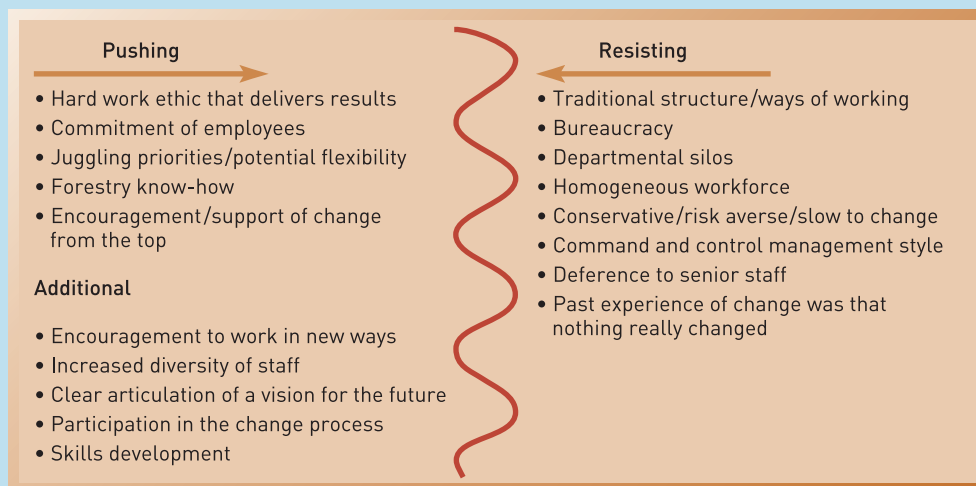 Pushing
• Hard work ethic that delivers results
• Commitment of employees
• Juggling priorities/potential flexibility
• Forestry know-how
• Encouragement/support of change
from the top
Additional
• Encouragement to work in new ways
• Increased diversity of staff
• Clear articulation of a vision for the future
• Participation in the change process
• Skills development
Resisting
• Traditional structure/ways of working
• Bureaucracy
• Departmental silos
• Homogeneous workforce
• Conservative/risk averse/slow to change
• Command and control management style
• Deference to senior staff
• Past experience of change was that
nothing really changed